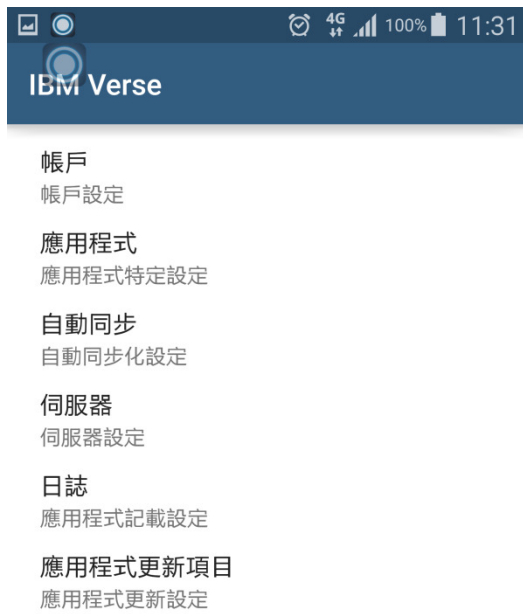 4G 100% 11:31
IBM Verse
帳戶
帳戶設定
應用程式
應用程式特定設定
自動同步
自動同步化設定
伺服器
伺服器設定
日誌
應用程式記載設定
應用程式更新項目
應用程式更新設定